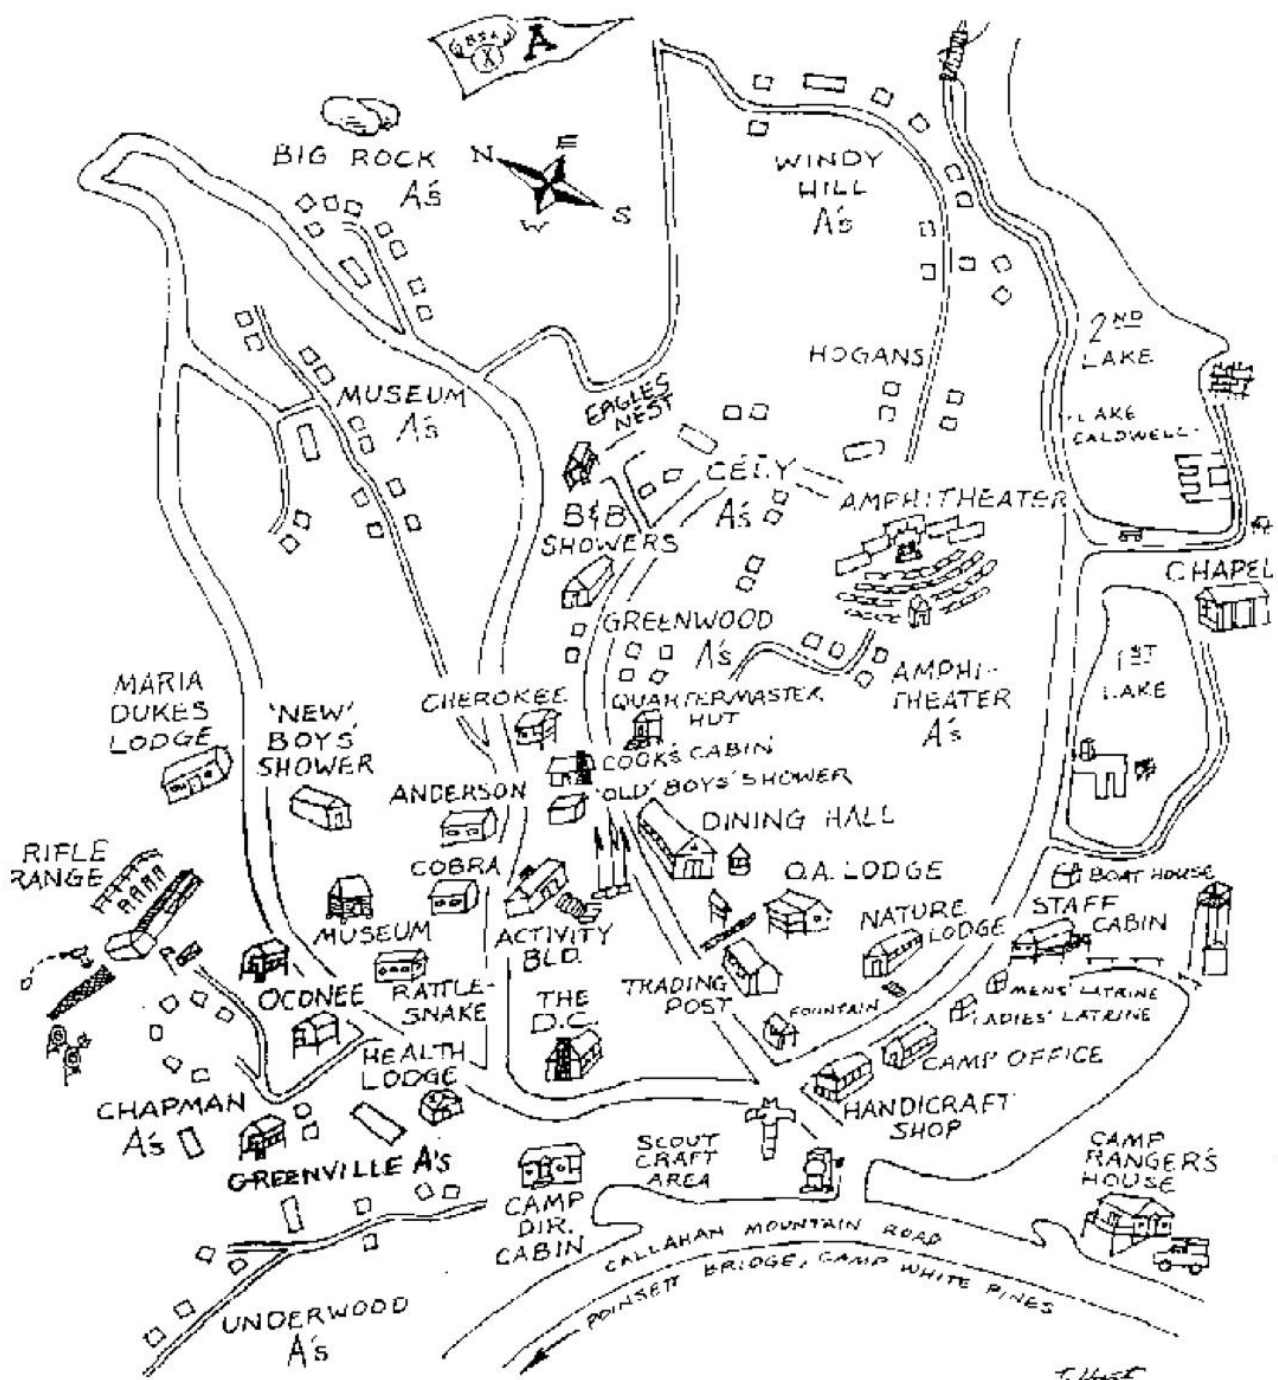 BSA
X
A
BIG ROCK
A's
N
E
W
S
WINDY
HILL
A's
2ND
LAKE
HOGANS
EAGLES
NEST
MUSEUM
A's
LAKE
CALDWELL
CELY
A's
AMPHITHEATER
B&B
SHOWERS
CHAPEL
GREENWOOD
A's
1ST
LAKE
AMPHI-
THEATER
A's
MARIA
DUKES
LODGE
'NEW'
BOYS'
SHOWER
CHEROKEE
QUARTERMASTER
HUT
COOK'S CABIN
'OLD' BOYS' SHOWER
ANDERSON
DINING HALL
RIFLE
RANGE
COBRA
O.A. LODGE
BOAT HOUSE
STAFF
CABIN
NATURE
LODGE
MUSEUM
ACTIVITY
BLD.
OCONEE
RATTLE-
SNAKE
THE
D.C.
TRADING
POST
FOUNTAIN
MENS' LATRINE
LADIES' LATRINE
HEALTH
LODGE
CAMP OFFICE
CHAPMAN
A's
HANDICRAFT
SHOP
GREENVILLE A's
SCOUT
CRAFT
AREA
CAMP
RANGER'S
HOUSE
CAMP
DIR.
CABIN
CALLAHAN MOUNTAIN ROAD
POINSETT BRIDGE, CAMP WHITE PINES
UNDERWOOD
A's